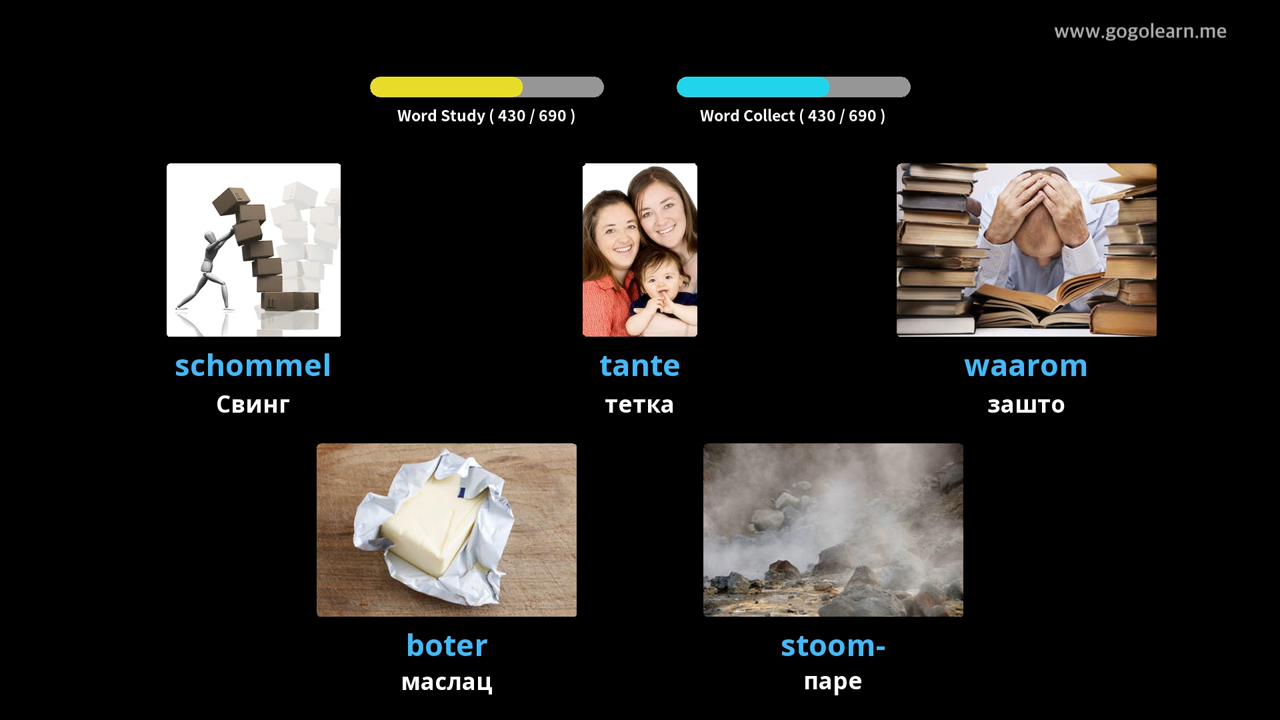 www.gogolearn.me
Word Study ( 430 / 690 )
Word Collect ( 430 / 690 )
schommel
Свинг
tante
тетка
waarom
зашто
boter
маслац
stoom-
паре